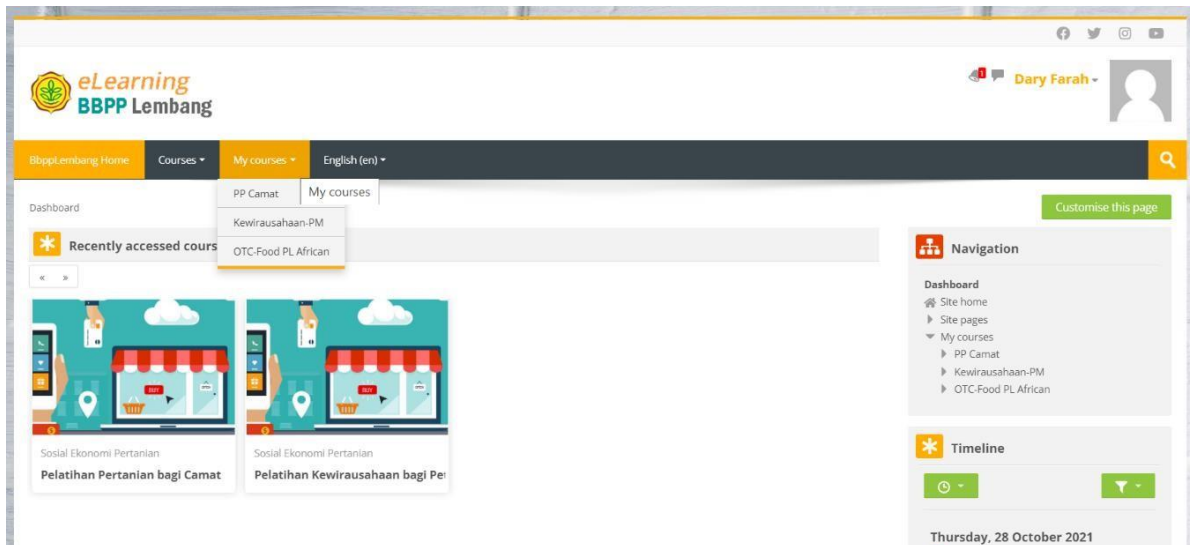 eLearning
BBPP Lembang
1
Dary Farah
BbppLembang Home
Courses
My courses
English (en)
PP Camat
My courses
Kewirausahaan-PM
OTC-Food PL African
Dashboard
Customise this page
Recently accessed cours
« »
BUY
BUY
Sosial Ekonomi Pertanian
Pelatihan Pertanian bagi Camat
Sosial Ekonomi Pertanian
Pelatihan Kewirausahaan bagi Pet
Navigation
Dashboard
Site home
Site pages
My courses
PP Camat
Kewirausahaan-PM
OTC-Food PL African
Timeline
Thursday, 28 October 2021